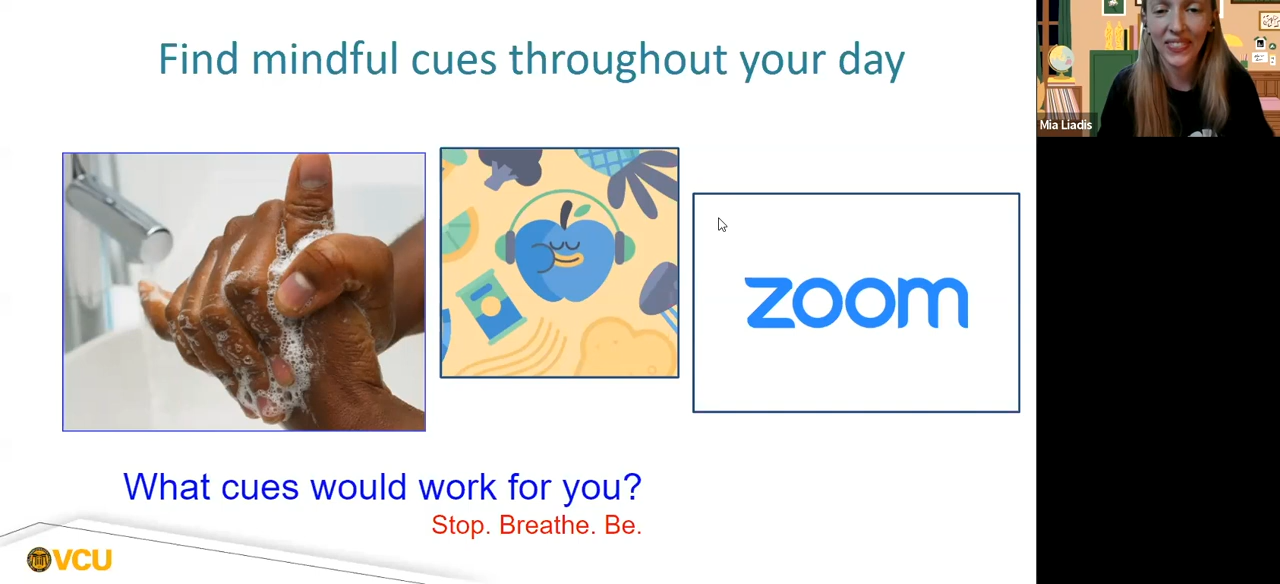 Find mindful cues throughout your day
Mia Liadis
zoom
What cues would work for you?
Stop. Breathe. Be.
VCU